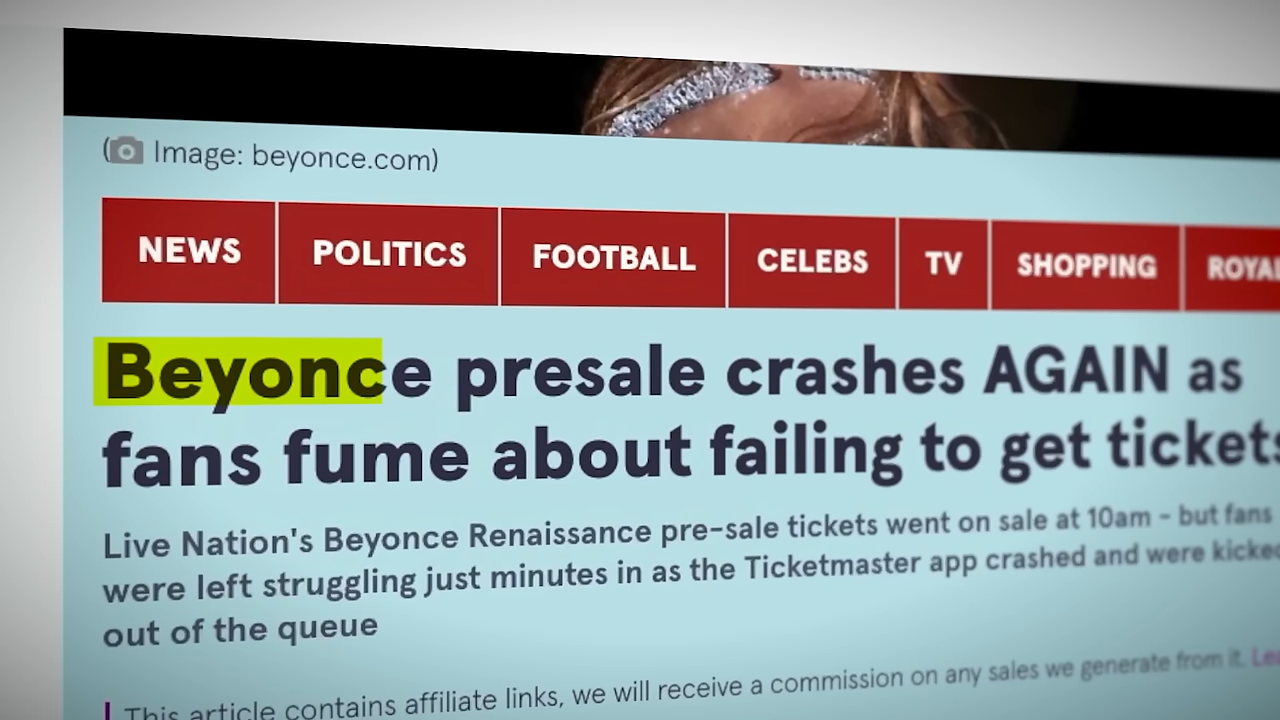 (Image: beyonce.com)
NEWS POLITICS FOOTBALL CELEBS TV SHOPPING
Beyonce presale crashes AGAIN as
fans fume about failing to get tickets
Live Nation's Beyonce Renaissance pre-sale tickets went on sale at 10am - but fans
were left struggling just minutes in as the Ticketmaster app crashed and were kicked
out of the queue
This article contains affiliate links, we will receive a commission on any sales we generate from it.